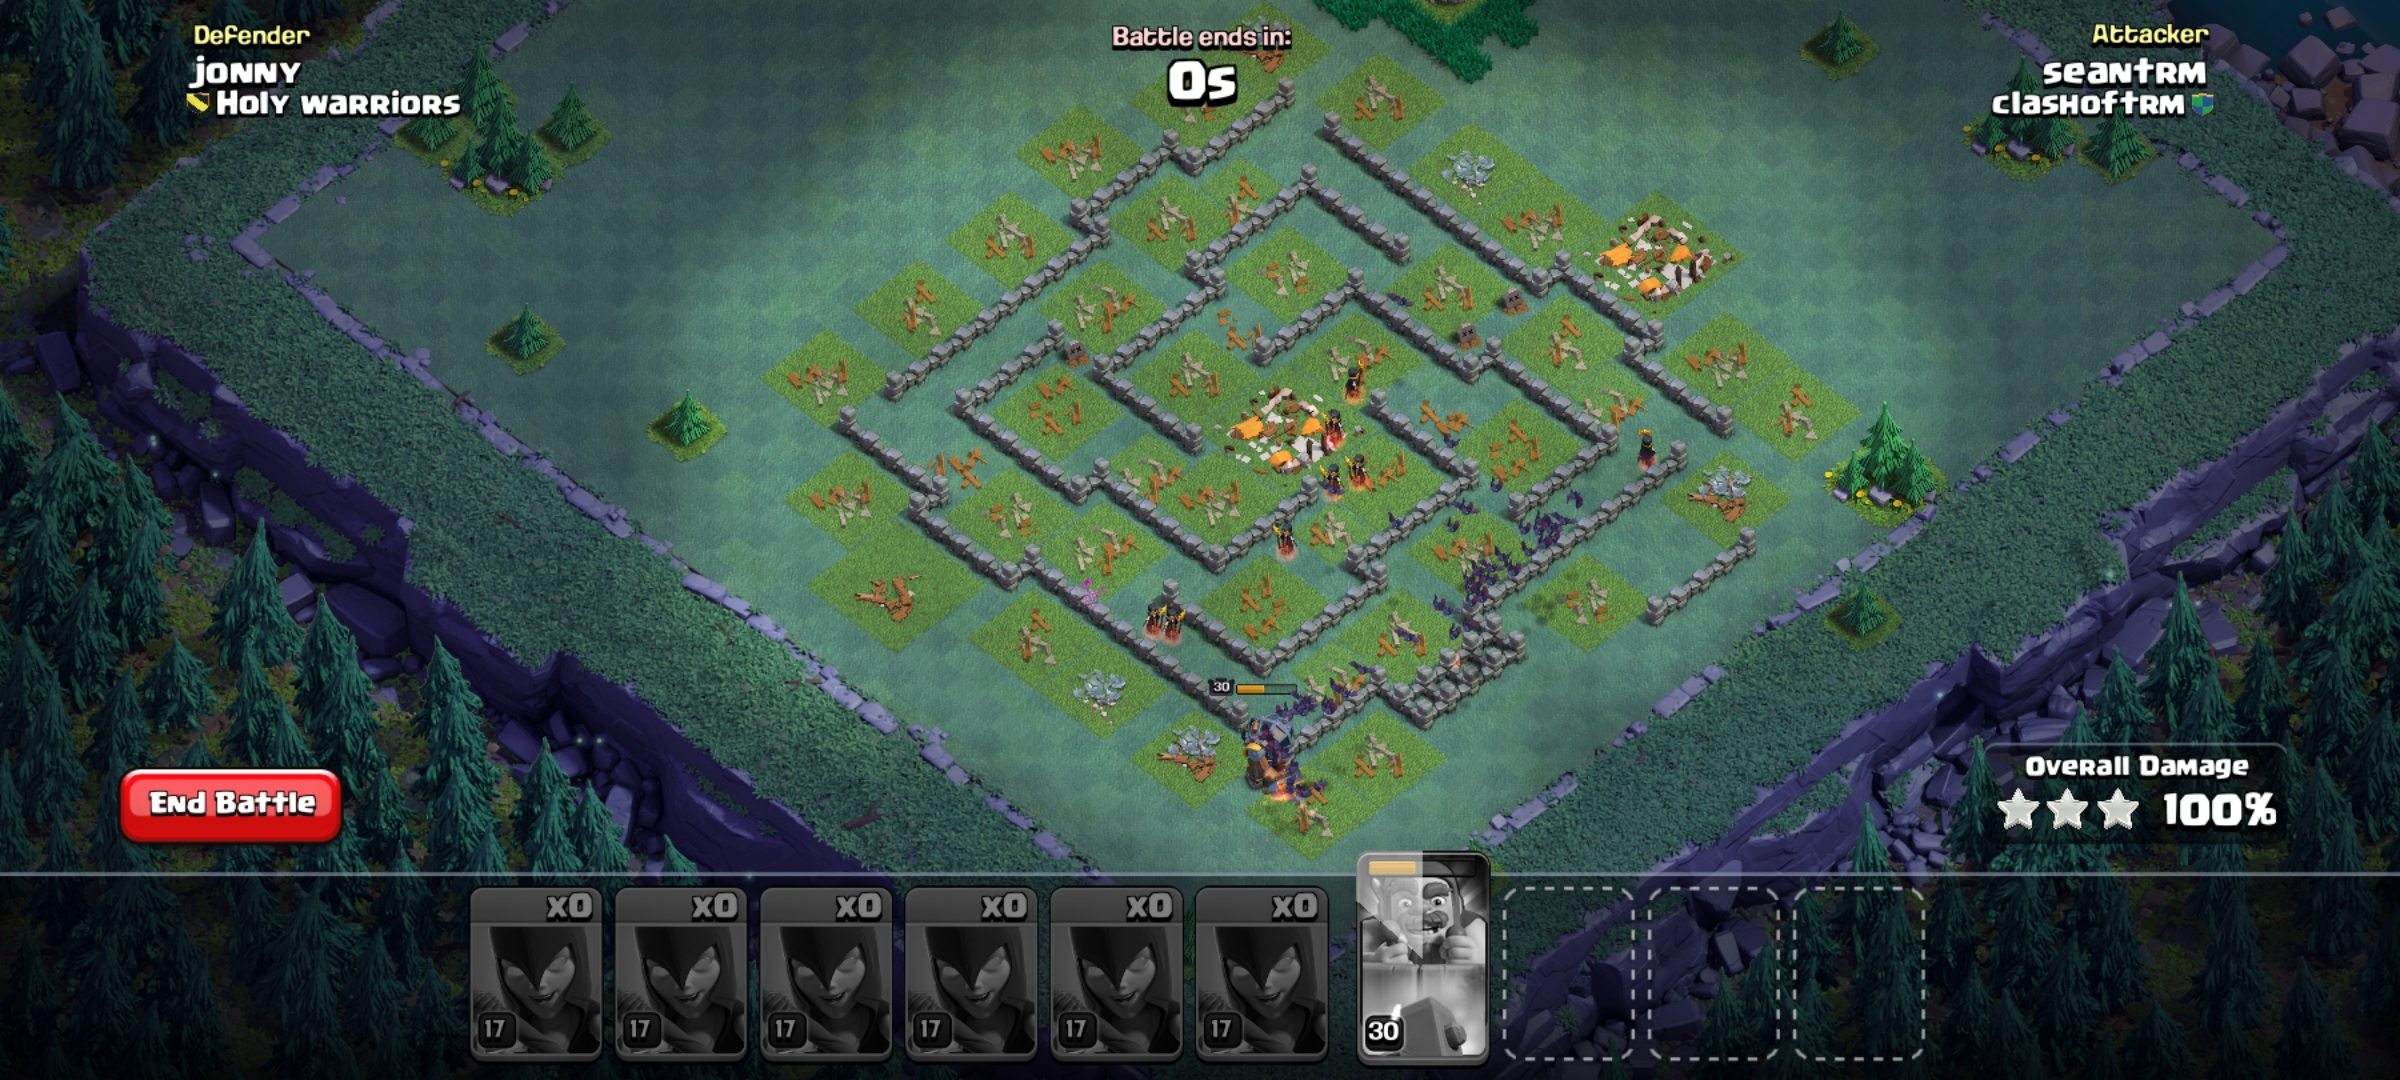 Defender
jONNY
Holy warriors
Battle ends in:
0s
Attacker
seantRM
clashoftRM
30
End Battle
Overall Damage
100%
x0
x0
x0
x0
x0
x0
17
17
17
17
17
17
30